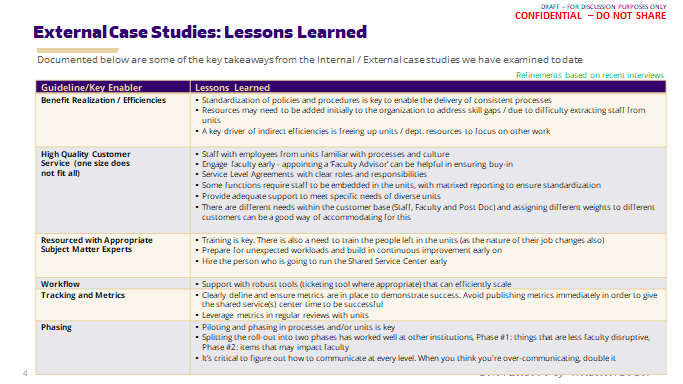 DRAFT – FOR DISCUSSION PURPOSES ONLY
CONFIDENTIAL – DO NOT SHARE
External Case Studies: Lessons Learned
Documented below are some of the key takeaways from the Internal / External case studies we have examined to date
Refinements based on recent interviews
Guideline/Key Enabler
Lessons Learned
Benefit Realization / Efficiencies
• Standardization of policies and procedures is key to enable the delivery of consistent processes
• Resources may need to be added initially to the organization to address skill gaps / due to difficulty extracting staff from
units
• A key driver of indirect efficiencies is freeing up units / dept. resources to focus on other work
High Quality Customer
Service (one size does
not fit all)
• Staff with employees from units familiar with processes and culture
• Engage faculty early - appointing a 'Faculty Advisor' can be helpful in ensuring buy-in
• Service Level Agreements with clear roles and responsibilities
• Some functions require staff to be embedded in the units, with matrixed reporting to ensure standardization
• Provide adequate support to meet specific needs of diverse units
• There are different needs within the customer base (Staff, Faculty and Post Doc) and assigning different weights to different
customers can be a good way of accommodating for this
Resourced with Appropriate
Subject Matter Experts
• Training is key. There is also a need to train the people left in the units (as the nature of their job changes also)
• Prepare for unexpected workloads and build in continuous improvement early on
• Hire the person who is going to run the Shared Service Center early
Workflow
• Support with robust tools (ticketing tool where appropriate) that can efficiently scale
Tracking and Metrics
• Clearly define and ensure metrics are in place to demonstrate success. Avoid publishing metrics immediately in order to give
the shared service(s) center time to be successful
• Leverage metrics in regular reviews with units
Phasing
• Piloting and phasing in processes and/or units is key
• Splitting the roll-out into two phases has worked well at other institutions, Phase #1: things that are less faculty disruptive,
Phase #2: items that may impact faculty
• It's critical to figure out how to communicate at every level. When you think you're over-communicating, double it
4